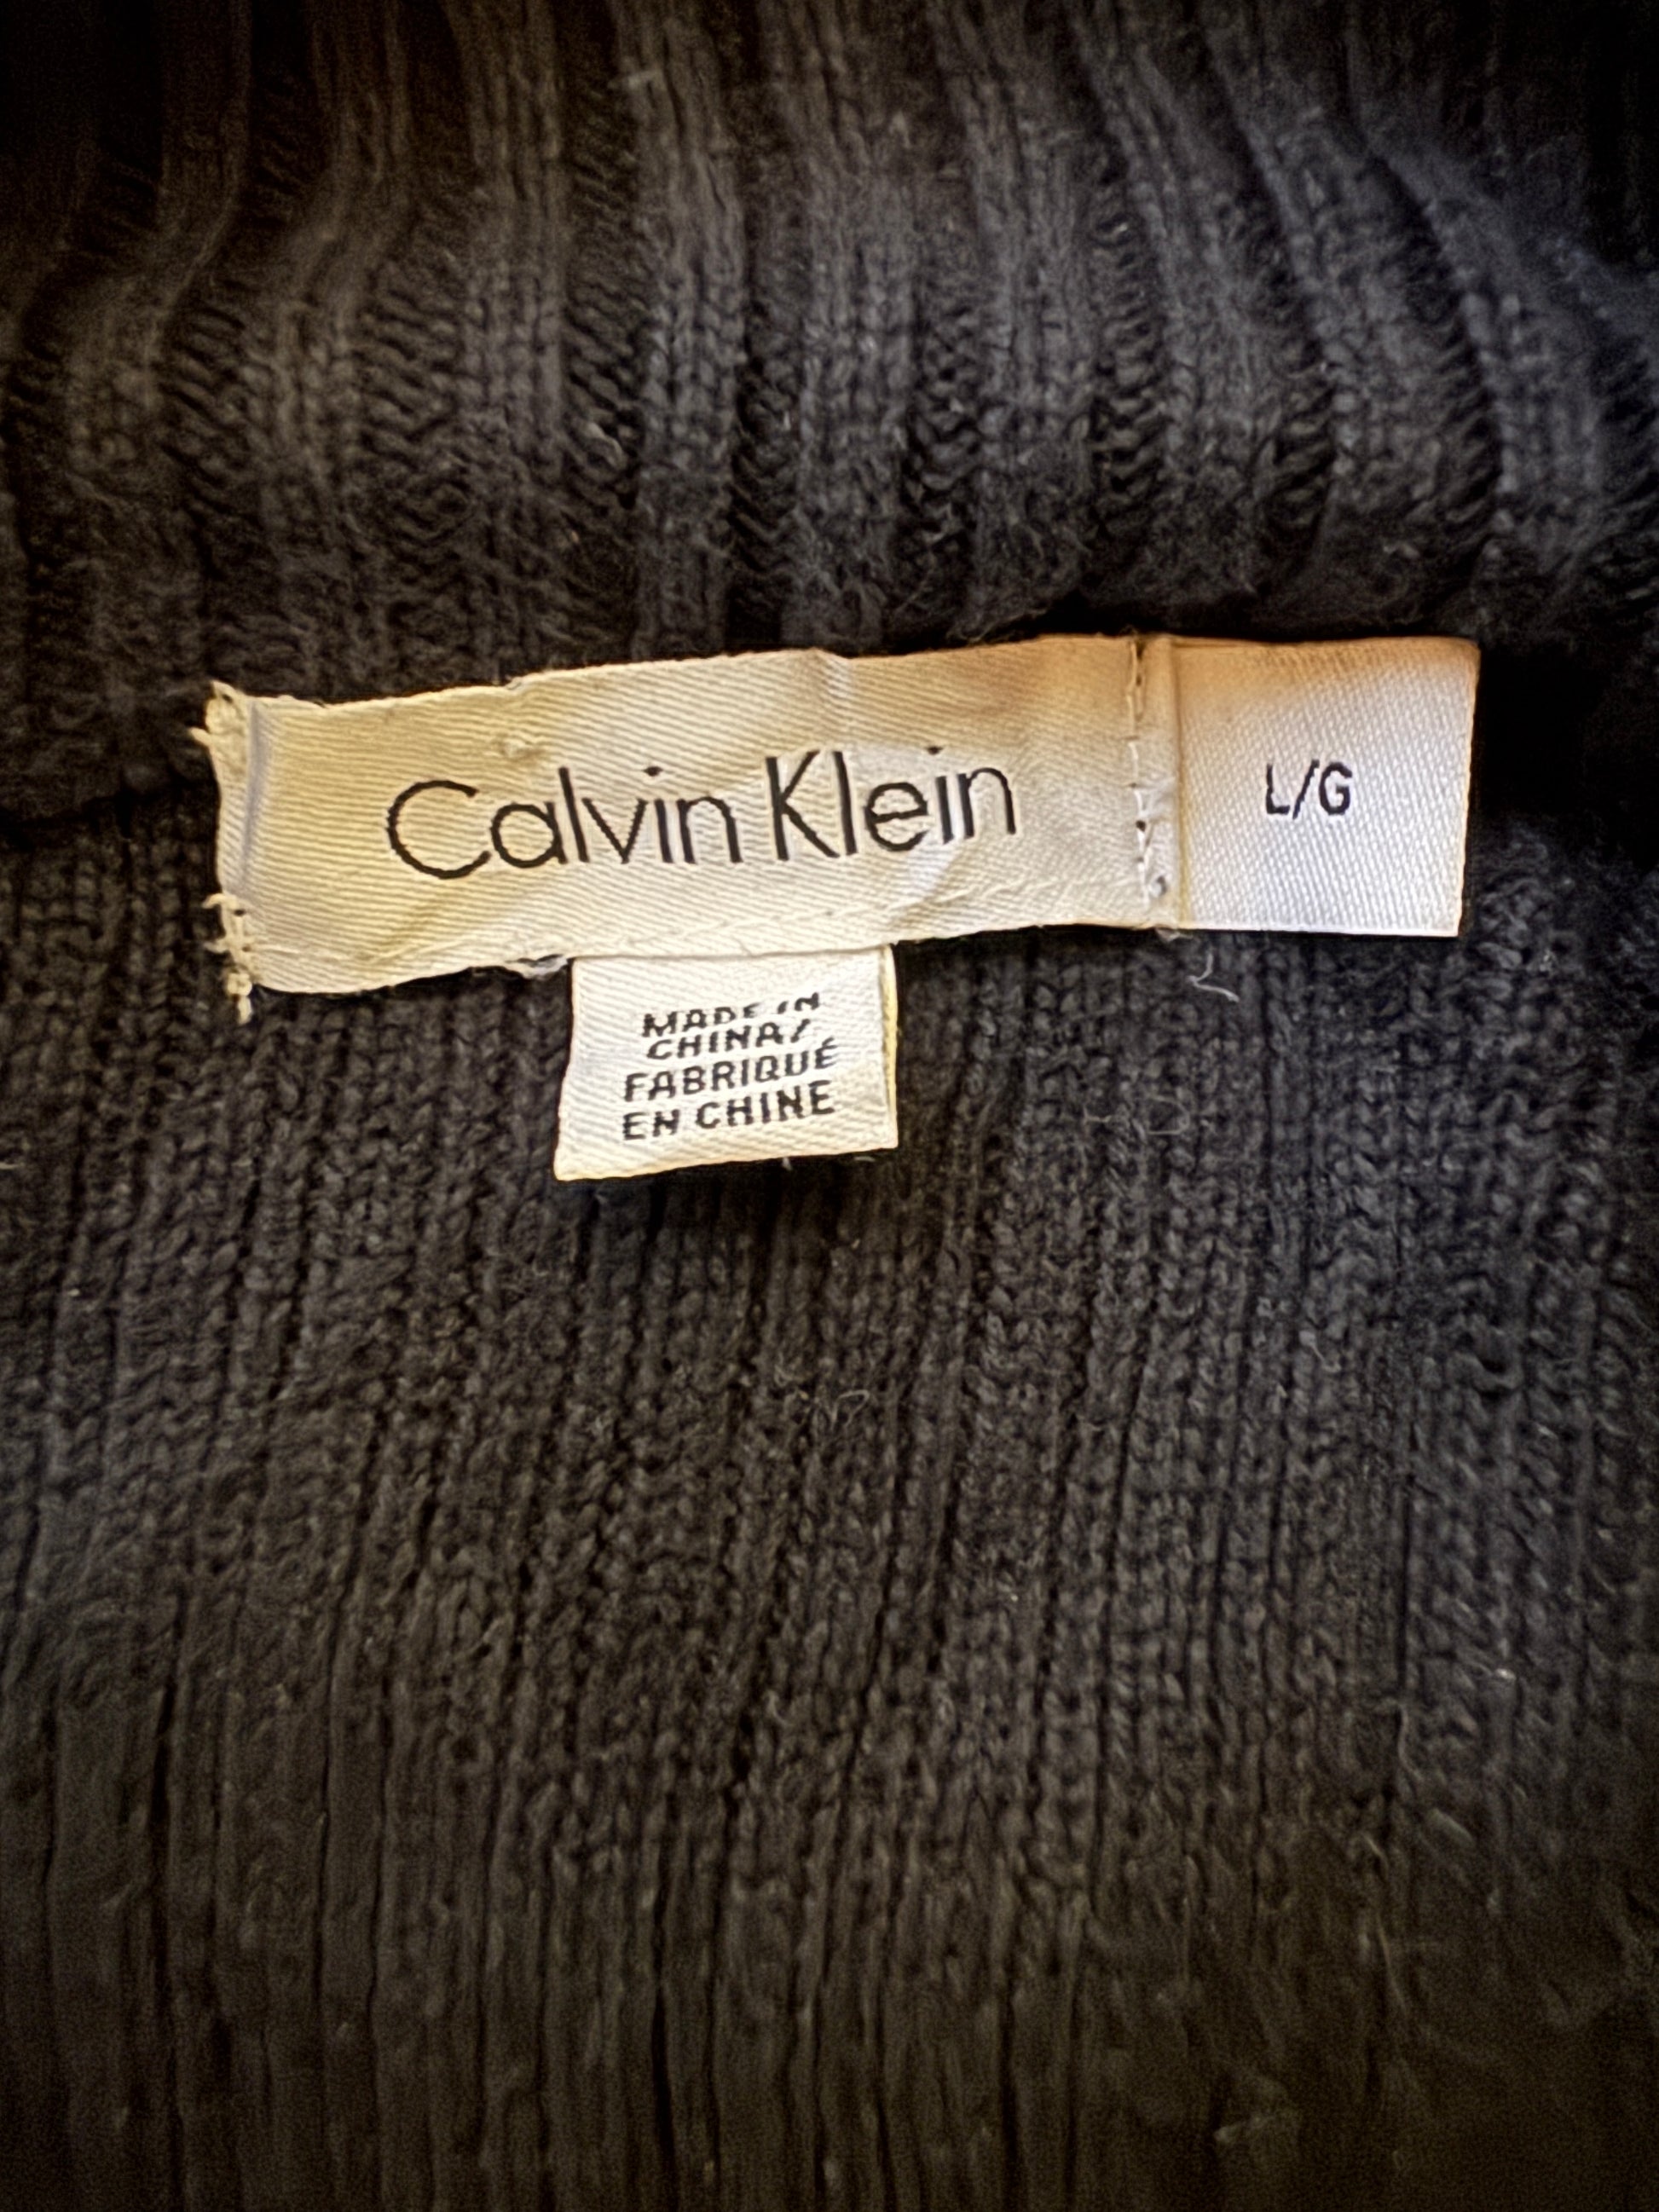 Calvin Klein
L/G
MADE IN
CHINA/
FABRIQUÉ
EN CHINE